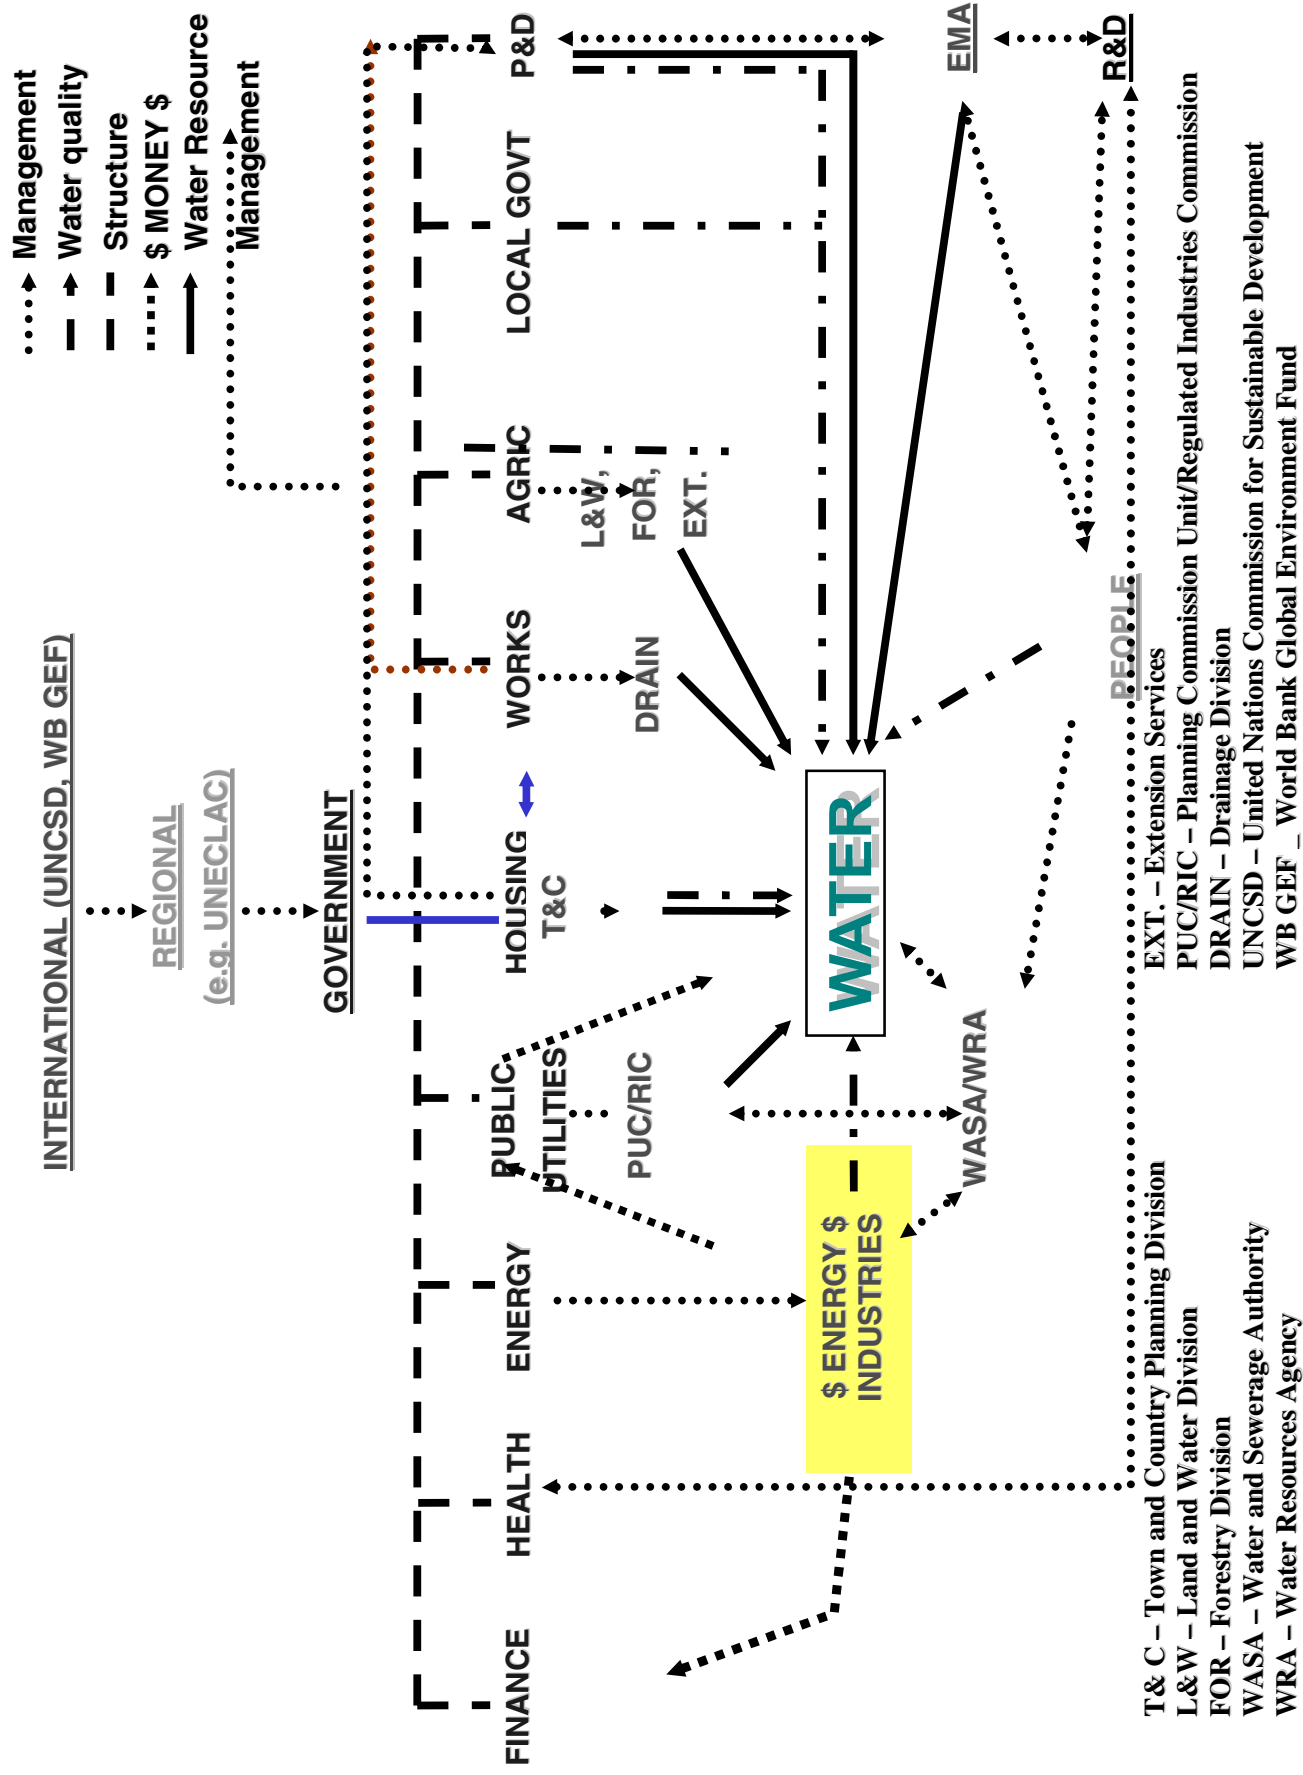 INTERNATIONAL (UNCSD, WB GEF)
REGIONAL
(e.g. UNECLAC)
GOVERNMENT
Management
Water quality
Structure
$ MONEY $
Water Resource
Management
FINANCE
HEALTH
ENERGY
PUBLIC
UTILITIES
HOUSING
T&C
WORKS
AGRIC
LOCAL GOVT
P&D
PUC/RIC
DRAIN
L&W,
FOR,
EXT.
$ ENERGY $
INDUSTRIES
WATER
WASA/WRA
EMA
PEOPLE
R&D
T& C – Town and Country Planning Division
L&W – Land and Water Division
FOR – Forestry Division
WASA – Water and Sewerage Authority
WRA – Water Resources Agency
EXT. – Extension Services
PUC/RIC – Planning Commission Unit/Regulated Industries Commission
DRAIN – Drainage Division
UNCSD – United Nations Commission for Sustainable Development
WB GEF _ World Bank Global Environment Fund